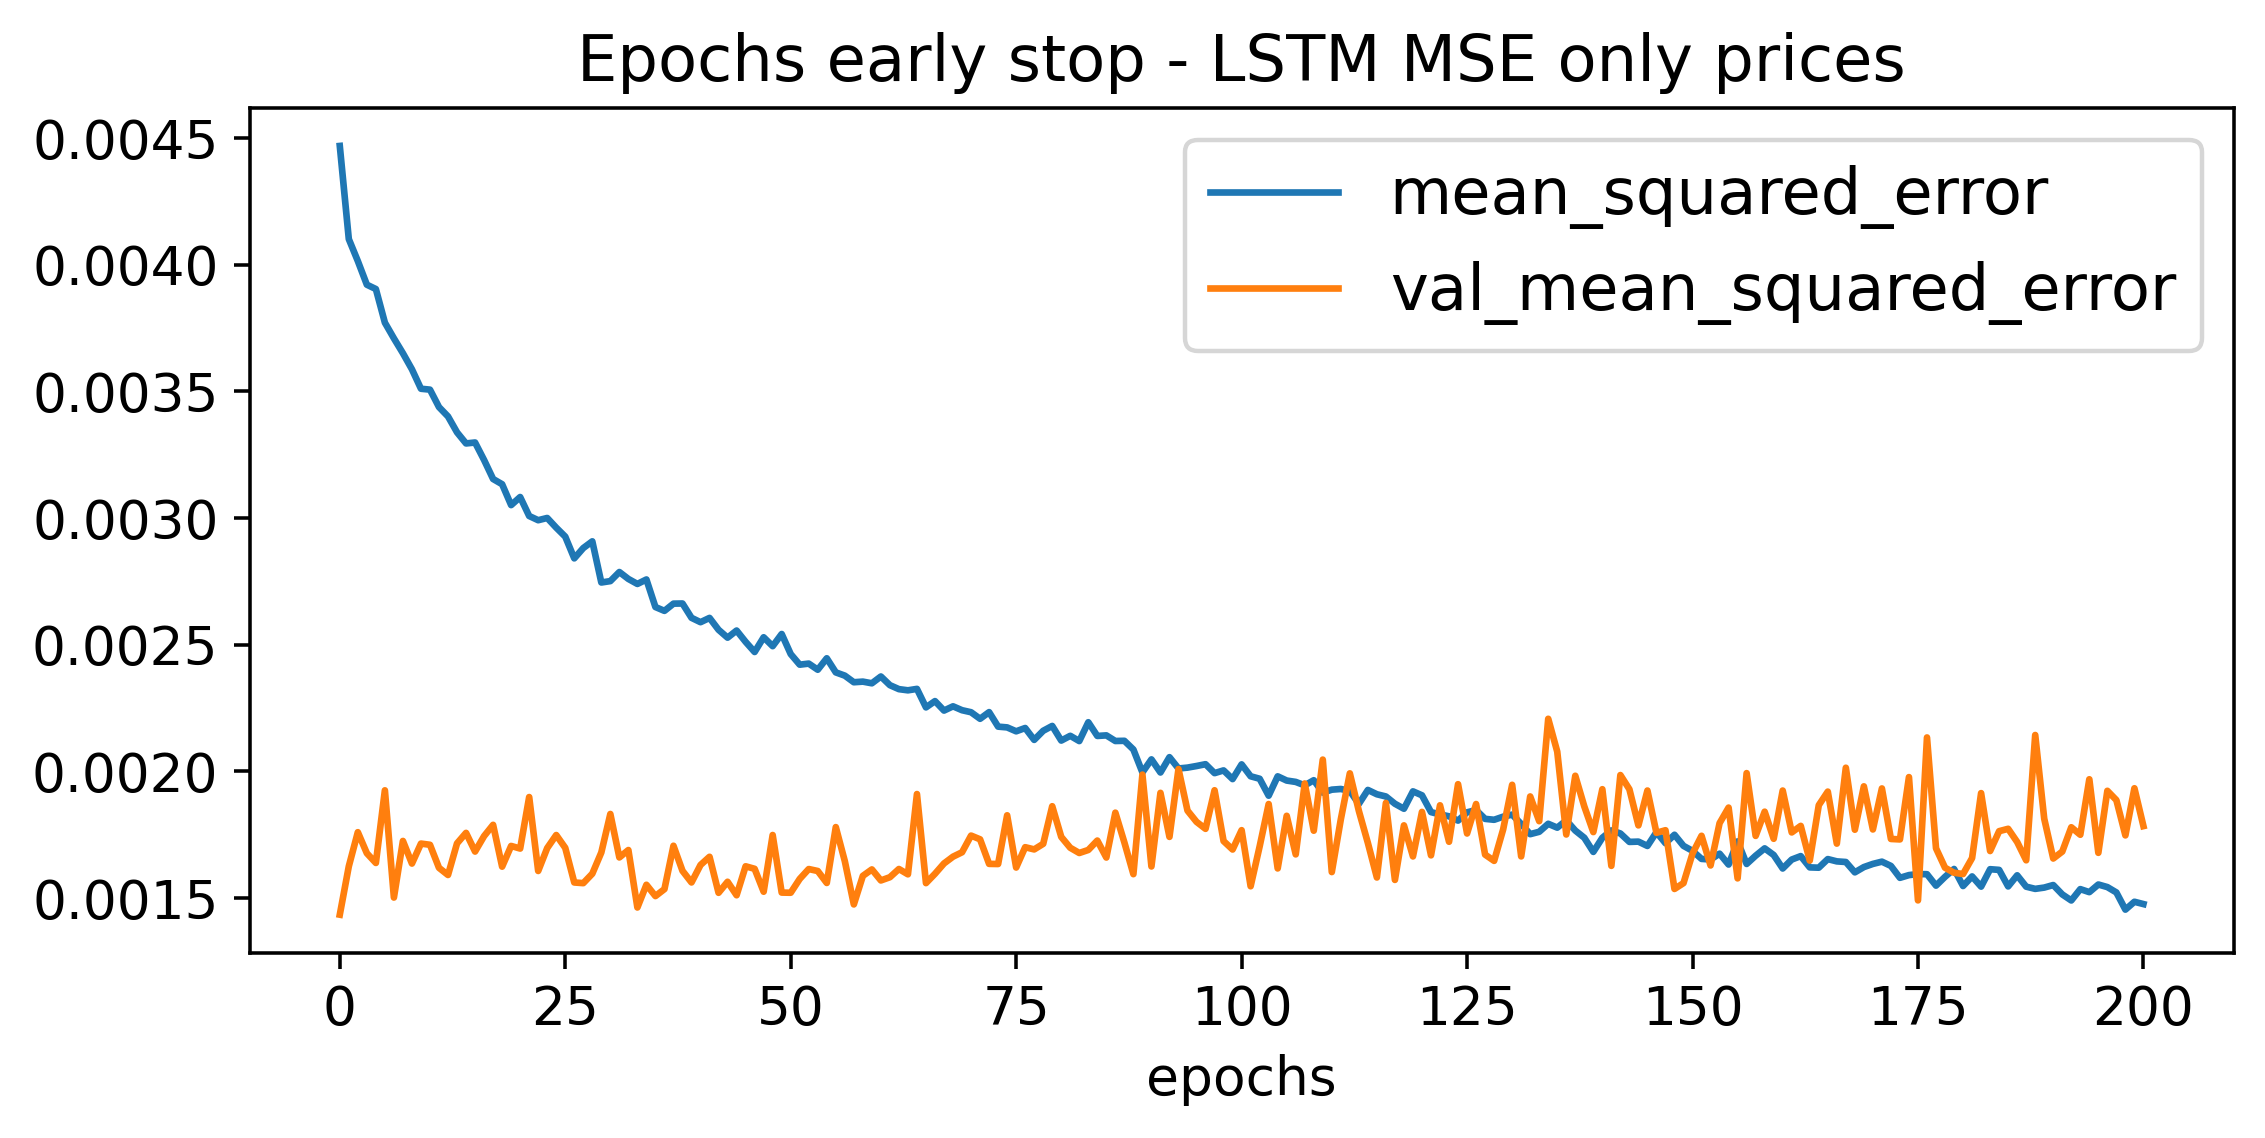 Epochs early stop - LSTM MSE only prices
mean_squared_error
val_mean_squared_error
0.0045
0.0040
0.0035
0.0030
0.0025
0.0020
0.0015
0 25 50 75 100 125 150 175 200
epochs